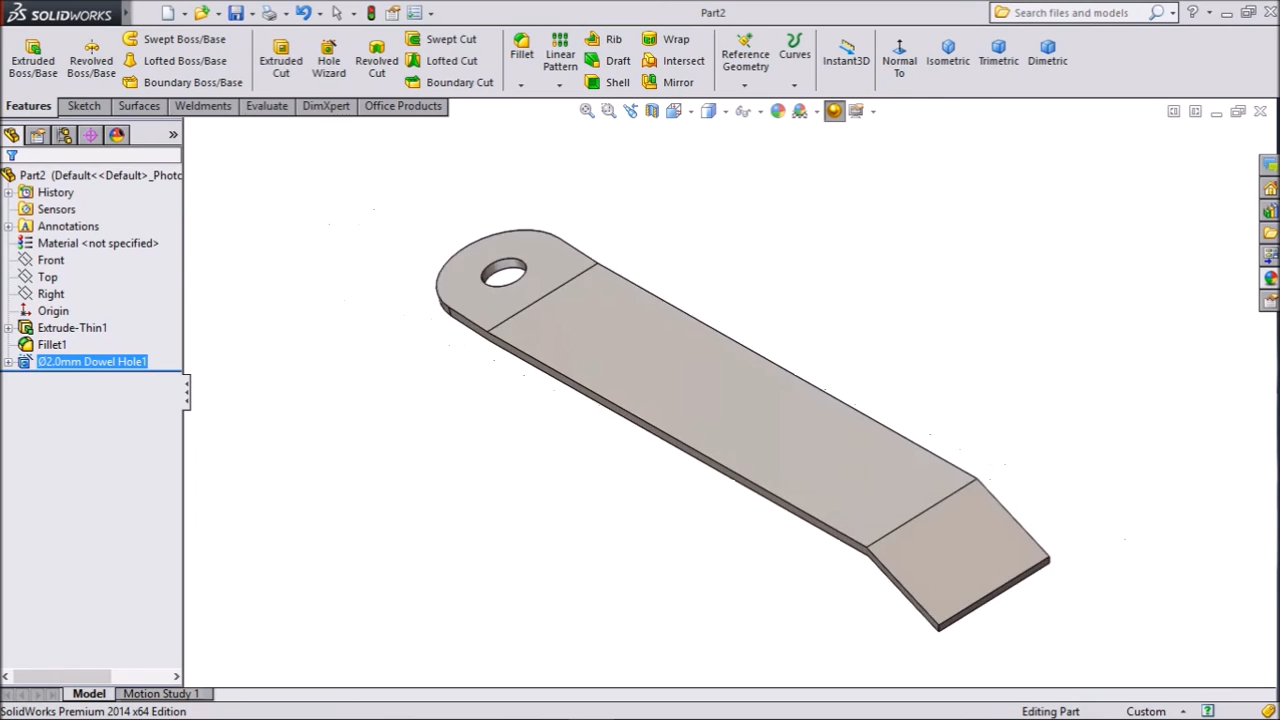 SOLIDWORKS
Part2
Search files and models
Extruded Boss/Base
Revolved Boss/Base
Swept Boss/Base
Lofted Boss/Base
Boundary Boss/Base
Extruded Cut
Hole Wizard
Revolved Cut
Swept Cut
Lofted Cut
Boundary Cut
Fillet
Linear Pattern
Rib
Draft
Shell
Wrap
Intersect
Mirror
Reference Geometry
Curves
Instant3D
Normal To
Isometric
Trimetric
Dimetric
Features Sketch Surfaces Weldments Evaluate DimXpert Office Products
Part2 (Default<<Default>_Photo
History
Sensors
Annotations
Material <not specified>
Front
Top
Right
Origin
Extrude-Thin1
Fillet1
Ø2.0mm Dowel Hole1
Model Motion Study 1
SolidWorks Premium 2014 x64 Edition Editing Part Custom